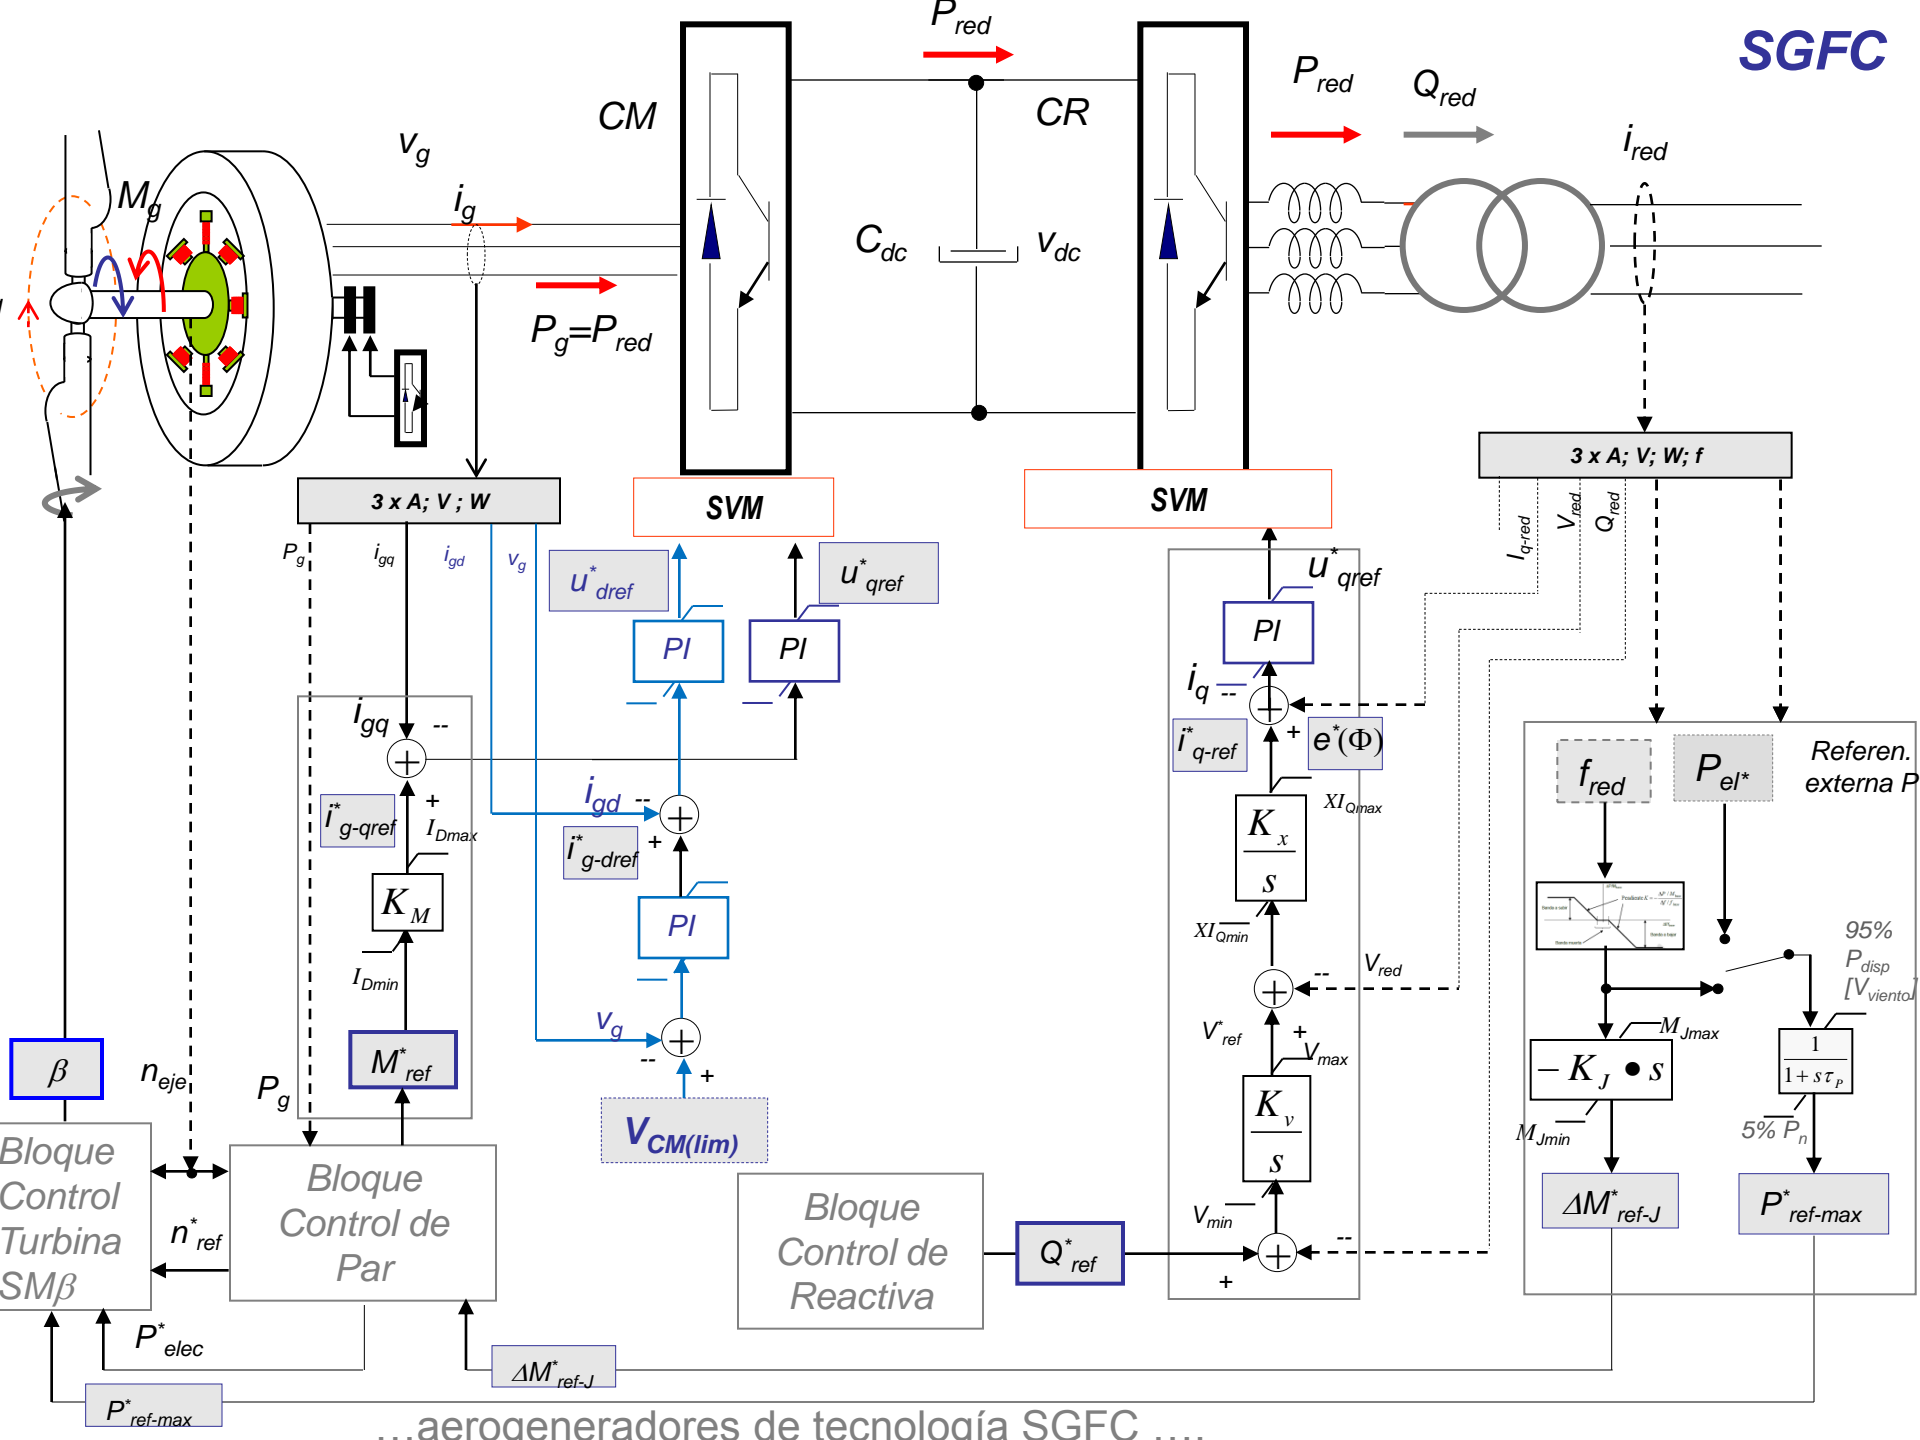 SGFC
P_red
P_red
Q_red
i_red
CM
CR
v_g
M_g
i_g
C_dc
v_dc
P_g=P_red
3 x A; V ; W
SVM
SVM
3 x A; V; W; f
P_g
i_gq
i_gd
v_g
u*_dref
u*_qref
u*_qref
I_q-red
V_red
Q_red
PI
PI
PI
i_gq
--
+
i*_g-qref
I_Dmax
K_M
I_Dmin
M*_ref
i_gd
--
+
i*_g-dref
PI
v_g
--
+
V_CM(lim)
i_q
--
+
i*_q-ref
e*(Φ)
XI_Qmax
K_x
s
XI_Qmin
--
V_red
V*_ref
+
V_max
K_v
s
V_min
--
+
f_red
P_el*
Referen.
externa P
95%
P_disp
[V_viento]
M_Jmax
- K_J ● s
M_Jmin
1
1 + sτ_P
5% P_n
ΔM*_ref-J
P*_ref-max
β
n_eje
P_g
Bloque
Control
Turbina
SMβ
n*_ref
Bloque
Control de
Par
Bloque
Control de
Reactiva
Q*_ref
P*_elec
ΔM*_ref-J
P*_ref-max
...aerogeneradores de tecnología SGFC ....